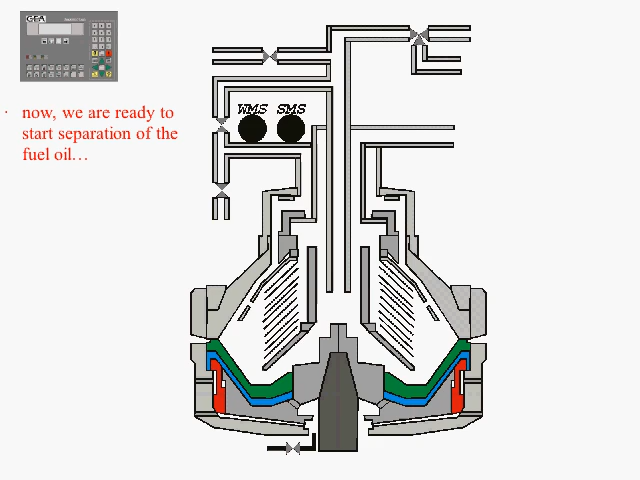 GEA
· now, we are ready to
start separation of the
fuel oil…
WMS SMS